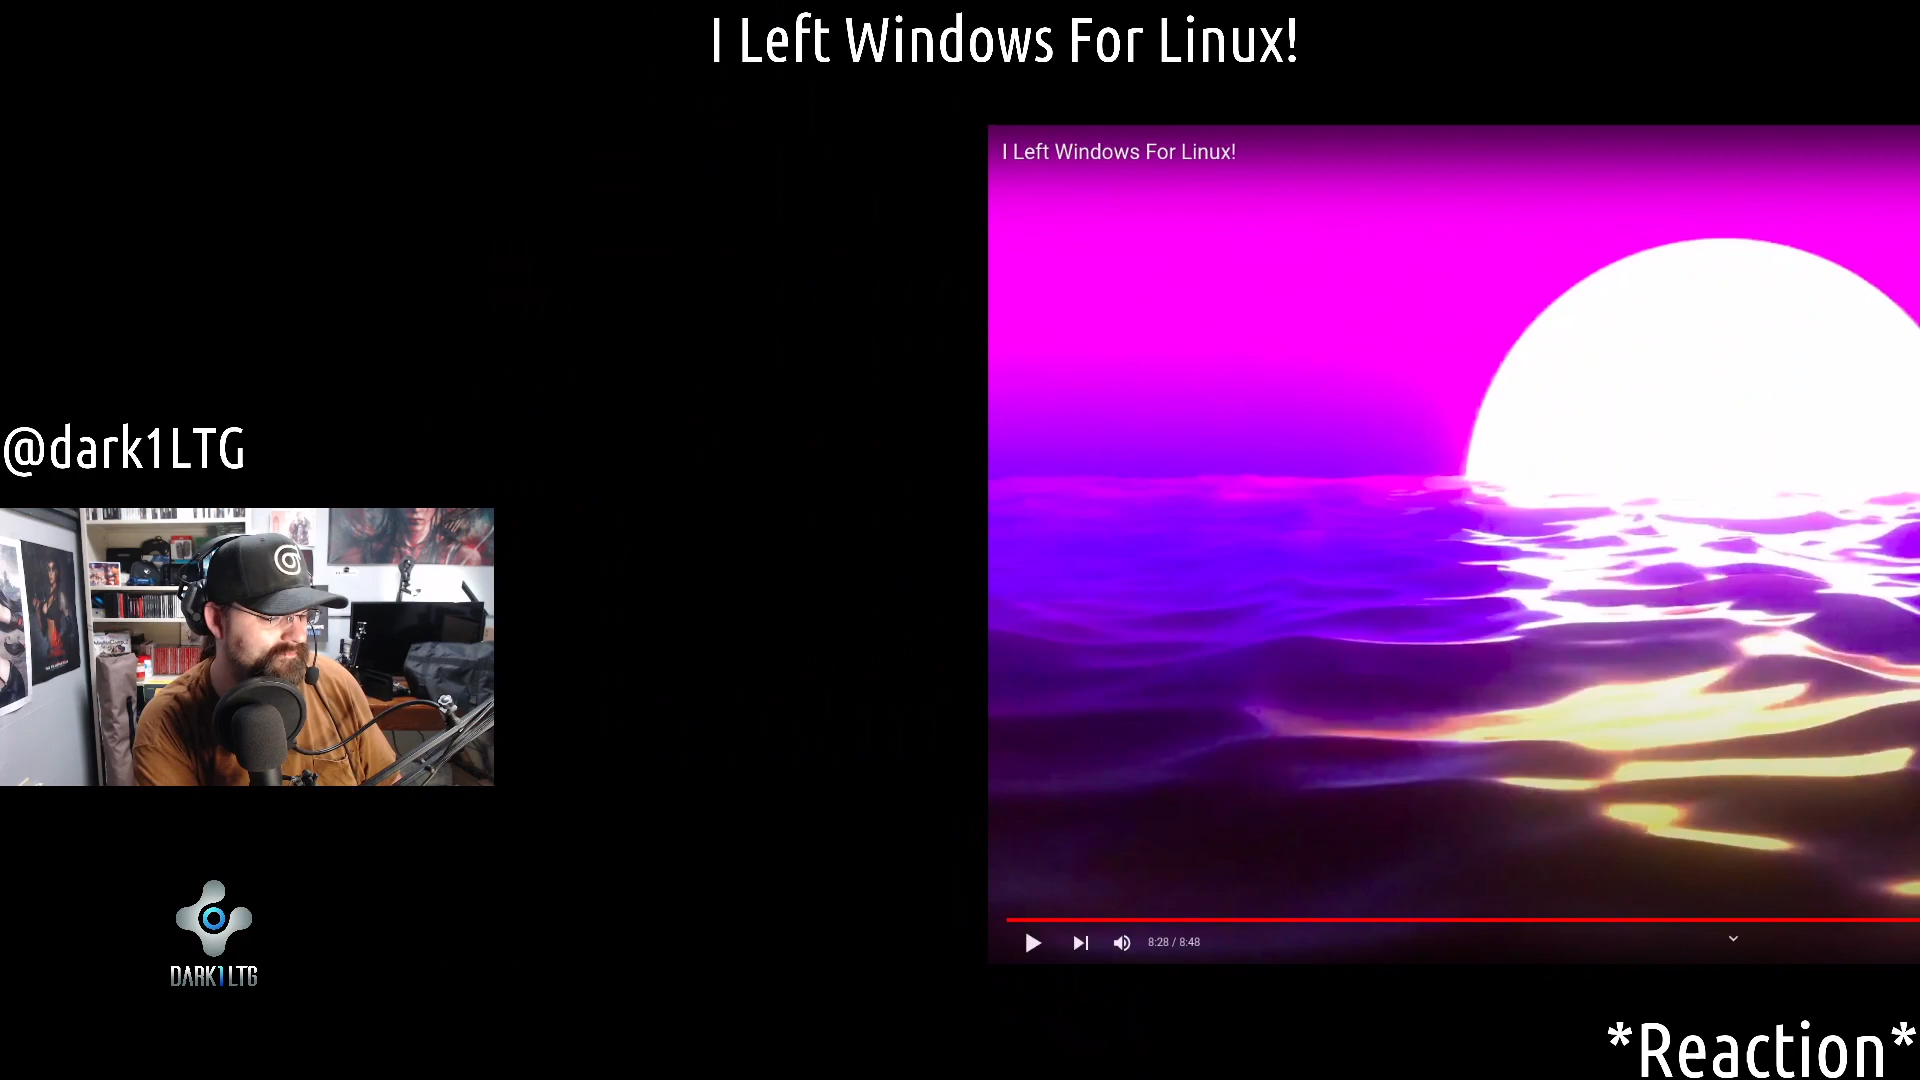 I Left Windows For Linux!
I Left Windows For Linux!
@dark1LTG
8:28 / 8:48
DARK1LTG
*Reaction*